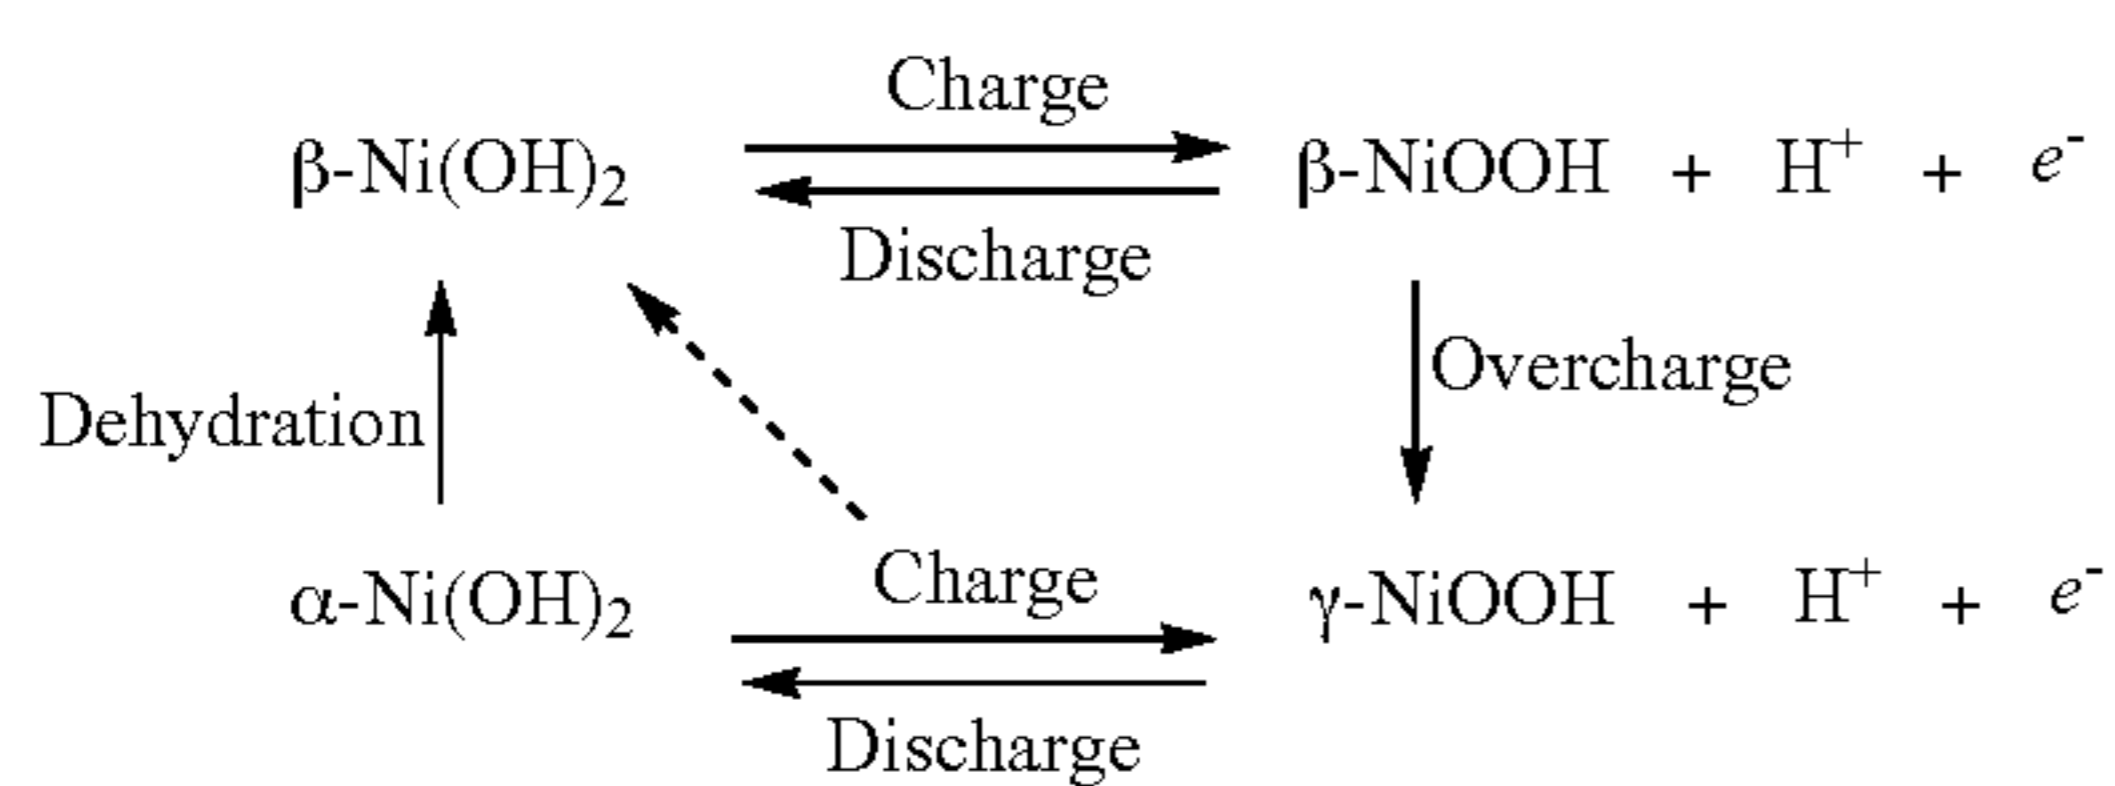 Charge
β-Ni(OH)₂ β-NiOOH + H⁺ + e⁻
Discharge
Overcharge
Dehydration
Charge
α-Ni(OH)₂ γ-NiOOH + H⁺ + e⁻
Discharge